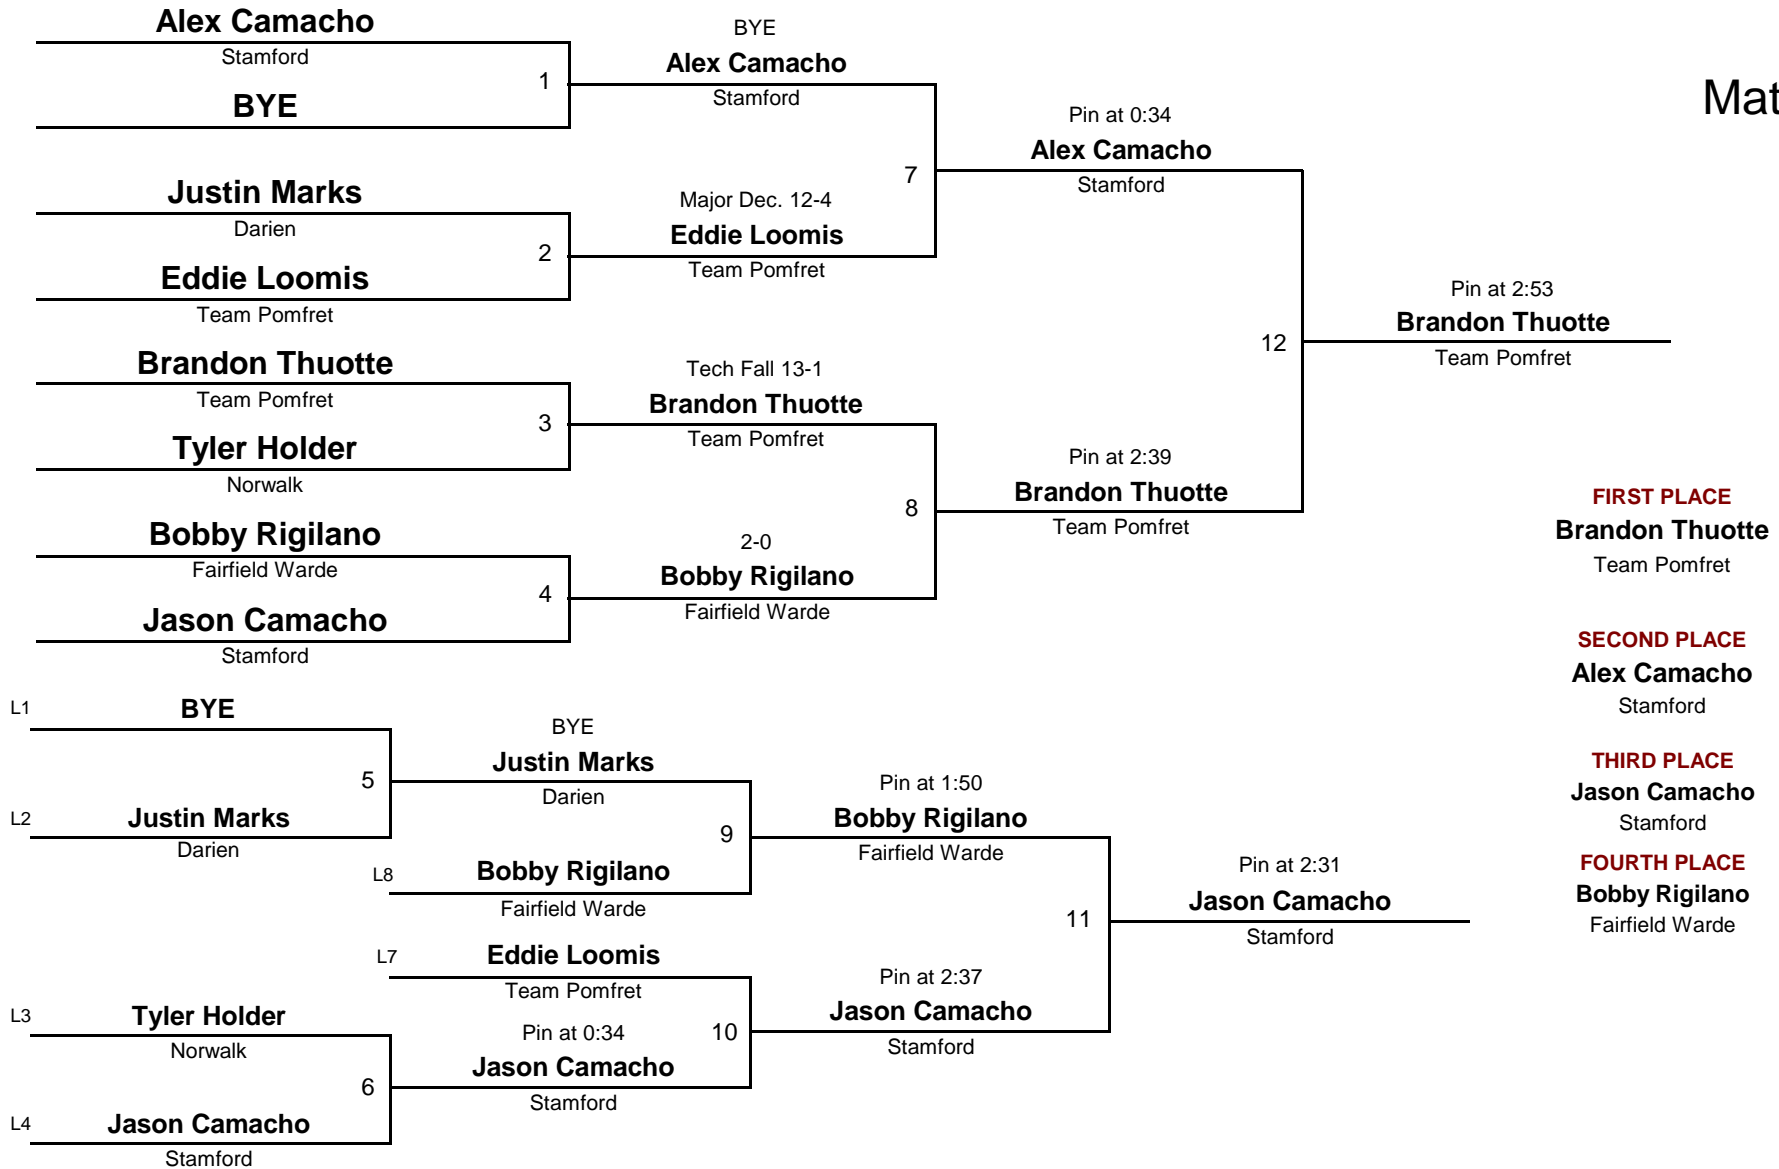 Alex Camacho
Stamford
1
BYE
BYE
Alex Camacho
Stamford
Justin Marks
Darien
2
Eddie Loomis
Team Pomfret
Major Dec. 12-4
Eddie Loomis
Team Pomfret
7
Pin at 0:34
Alex Camacho
Stamford
Mat
Brandon Thuotte
Team Pomfret
3
Tyler Holder
Norwalk
Tech Fall 13-1
Brandon Thuotte
Team Pomfret
Bobby Rigilano
Fairfield Warde
4
Jason Camacho
Stamford
2-0
Bobby Rigilano
Fairfield Warde
8
Pin at 2:39
Brandon Thuotte
Team Pomfret
12
Pin at 2:53
Brandon Thuotte
Team Pomfret
FIRST PLACE
Brandon Thuotte
Team Pomfret
SECOND PLACE
Alex Camacho
Stamford
THIRD PLACE
Jason Camacho
Stamford
FOURTH PLACE
Bobby Rigilano
Fairfield Warde
L1
BYE
5
L2
Justin Marks
Darien
BYE
Justin Marks
Darien
9
L8
Bobby Rigilano
Fairfield Warde
Pin at 1:50
Bobby Rigilano
Fairfield Warde
L7
Eddie Loomis
Team Pomfret
10
L3
Tyler Holder
Norwalk
6
L4
Jason Camacho
Stamford
Pin at 0:34
Jason Camacho
Stamford
Pin at 2:37
Jason Camacho
Stamford
11
Pin at 2:31
Jason Camacho
Stamford